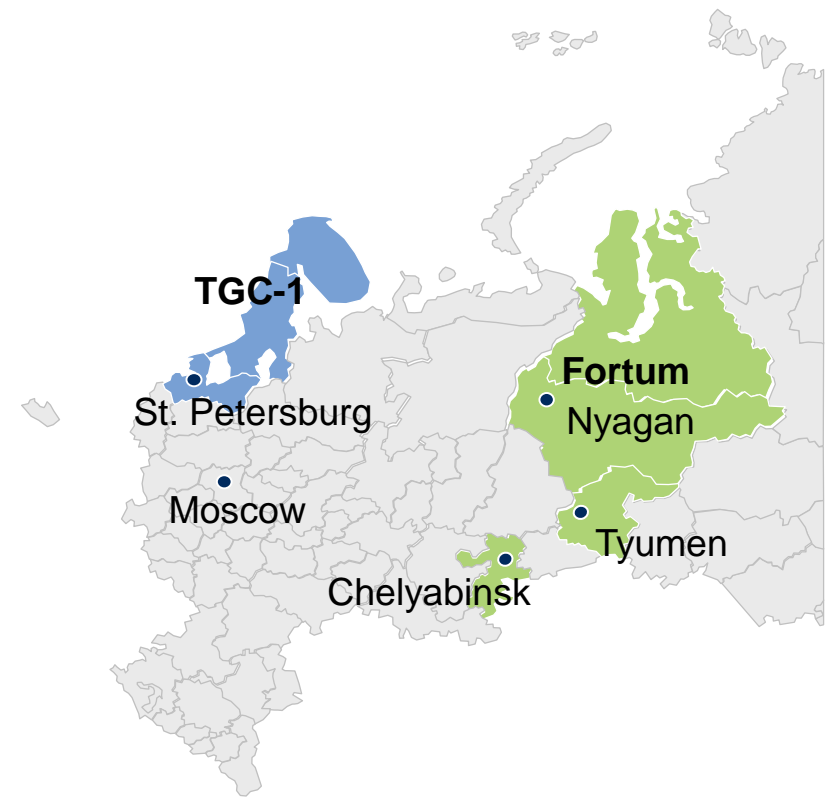 TGC-1
Fortum
St. Petersburg
Nyagan
Moscow
Tyumen
Chelyabinsk